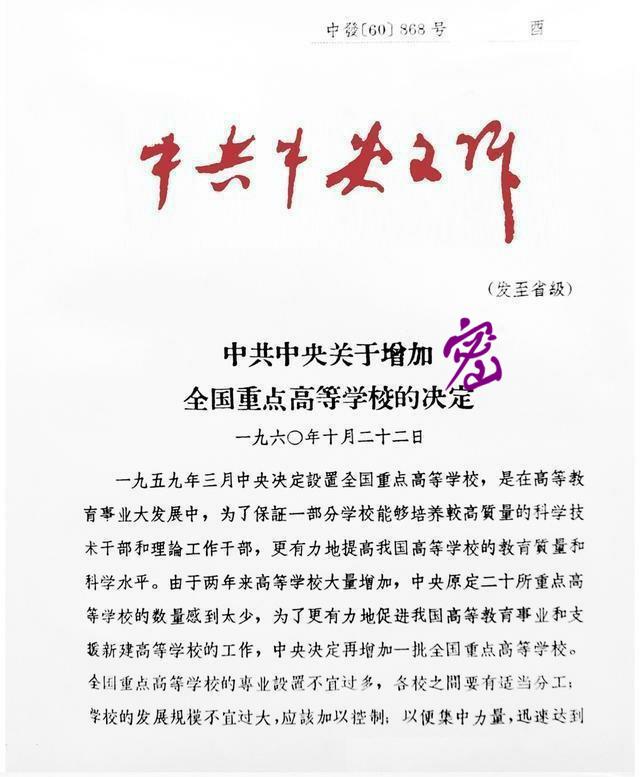 中發〔60〕868号 酉
中共中央文件
(发至省級)
中共中央关于增加
密
全国重点高等学校的决定
一九六〇年十月二十二日
一九五九年三月中央决定設置全国重点高等学校，是在高等教
育事业大发展中，为了保証一部分学校能够培养較高質量的科学技
术干部和理論工作干部，更有力地提高我国高等学校的教育質量和
科学水平。由于两年来高等学校大量增加，中央原定二十所重点高
等学校的数量感到太少，为了更有力地促进我国高等教育事业和支
援新建高等学校的工作，中央决定再增加一批全国重点高等学校。
全国重点高等学校的专业設置不宜过多，各校之間要有适当分工；
学校的发展規模不宜过大，应該加以控制；以便集中力量，迅速达到